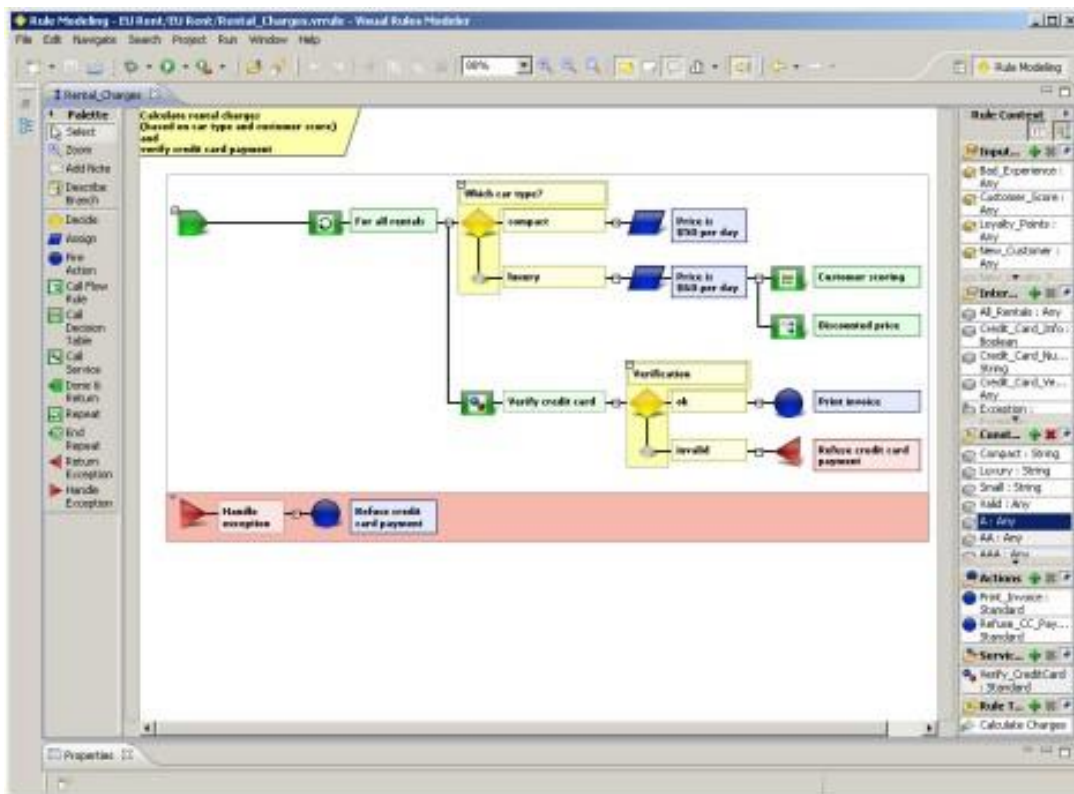 Rule Modeling - EU Rent/EU Rent/Rental_Charges.vrrule - Visual Rules Modeler
File Edit Navigate Search Project Run Window Help
Rule Modeling
Rental_Charges
Palette
Select
Zoom
Add Note
Describe
Branch
Decide
Assign
Fire
Action
Call Flow
Rule
Call
Decision
Table
Call
Service
Done &
Return
Repeat
End
Repeat
Return
Exception
Handle
Exception
Calculate rental charges
(based on car type and customer score)
and
verify credit card payment
Which car type?
For all rentals
compact
Price is
per day
luxury
Price is
per day
Customer scoring
Discounted price
Verification
Verify credit card
ok
Print invoice
invalid
Refuse credit card
payment
Handle
exception
Refuse credit
card payment
Rule Context
Input...
Bad_Experience :
Any
Customer_Score :
Any
Loyalty_Points :
Any
New_Customer :
Any
Inter...
All_Rentals : Any
Credit_Card_Info :
Boolean
Credit_Card_Nu...
String
Credit_Card_Ve...
Any
Exception :
Const...
Compact : String
Luxury : String
Small : String
Valid : Any
A : Any
AA : Any
AAA : Any
Actions
Print_Invoice :
Standard
Refuse_CC_Pay...
Standard
Servic...
Verify_CreditCard
: Standard
Rule T...
Calculate Charges
Properties